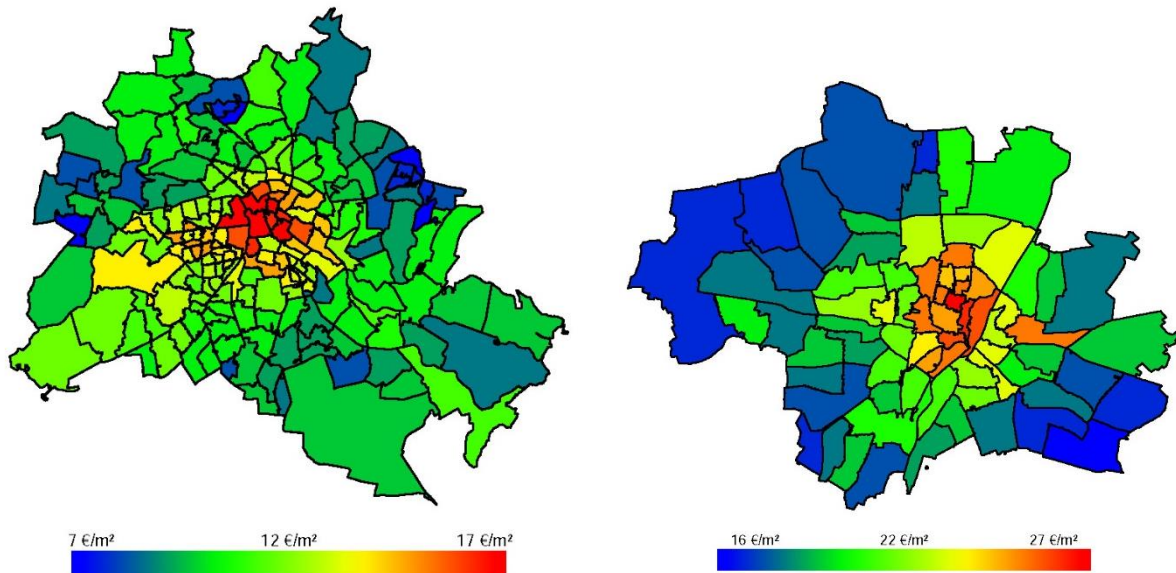 7 €/m² 12 €/m² 17 €/m²
16 €/m² 22 €/m² 27 €/m²